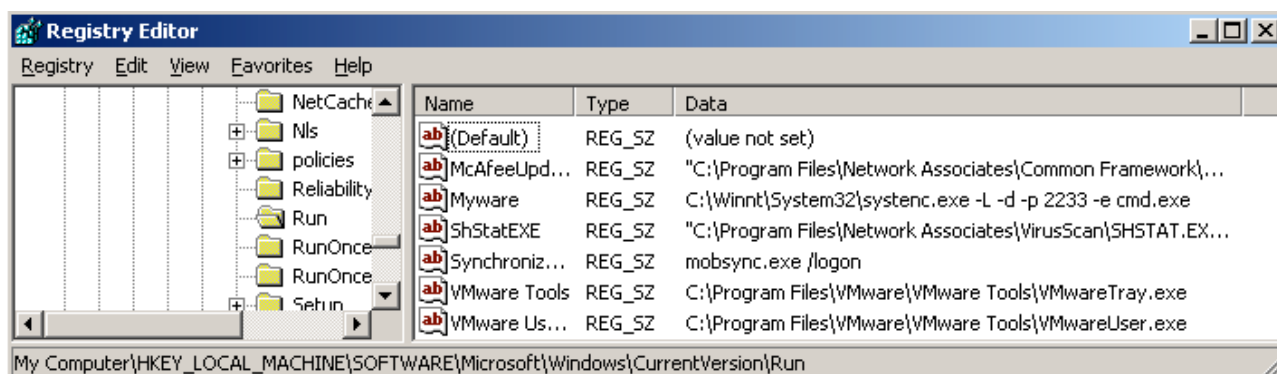 Registry Editor
Registry Edit View Favorites Help
NetCache
Nls
policies
Reliability
Run
RunOnce
RunOnce
Setup
Name Type Data
(Default) REG_SZ (value not set)
McAfeeUpd... REG_SZ "C:\Program Files\Network Associates\Common Framework\...
Myware REG_SZ C:\Winnt\System32\systenc.exe -L -d -p 2233 -e cmd.exe
ShStatEXE REG_SZ "C:\Program Files\Network Associates\VirusScan\SHSTAT.EX...
Synchroniz... REG_SZ mobsync.exe /logon
VMware Tools REG_SZ C:\Program Files\VMware\VMware Tools\VMwareTray.exe
VMware Us... REG_SZ C:\Program Files\VMware\VMware Tools\VMwareUser.exe
My Computer\HKEY_LOCAL_MACHINE\SOFTWARE\Microsoft\Windows\CurrentVersion\Run